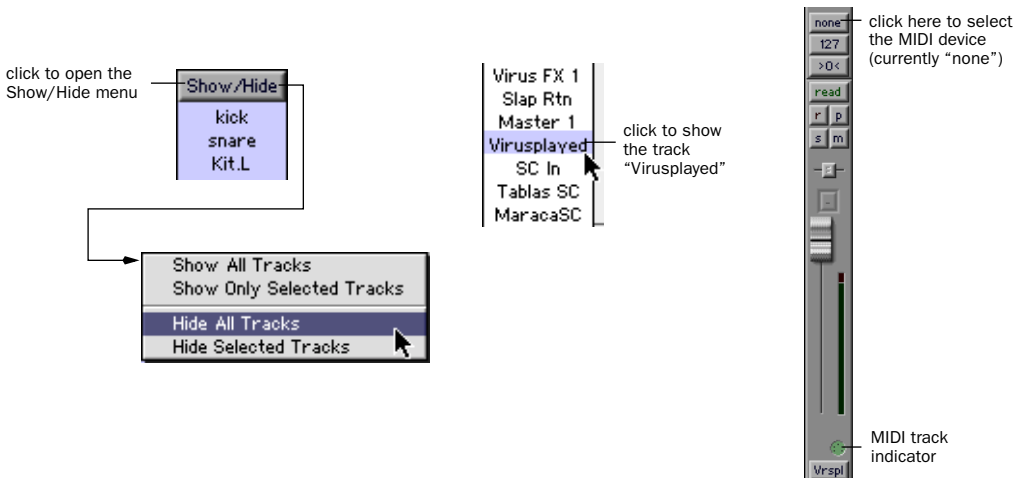 click to open the
Show/Hide menu
Show/Hide
kick
snare
Kit.L
Show All Tracks
Show Only Selected Tracks
Hide All Tracks
Hide Selected Tracks
Virus FX 1
Slap Rtn
Master 1
Virusplayed
SC In
Tablas SC
MaracaSC
click to show
the track
“Virusplayed”
none
127
>0<
read
r p
s m
click here to select
the MIDI device
(currently “none”)
MIDI track
indicator
Vrspl